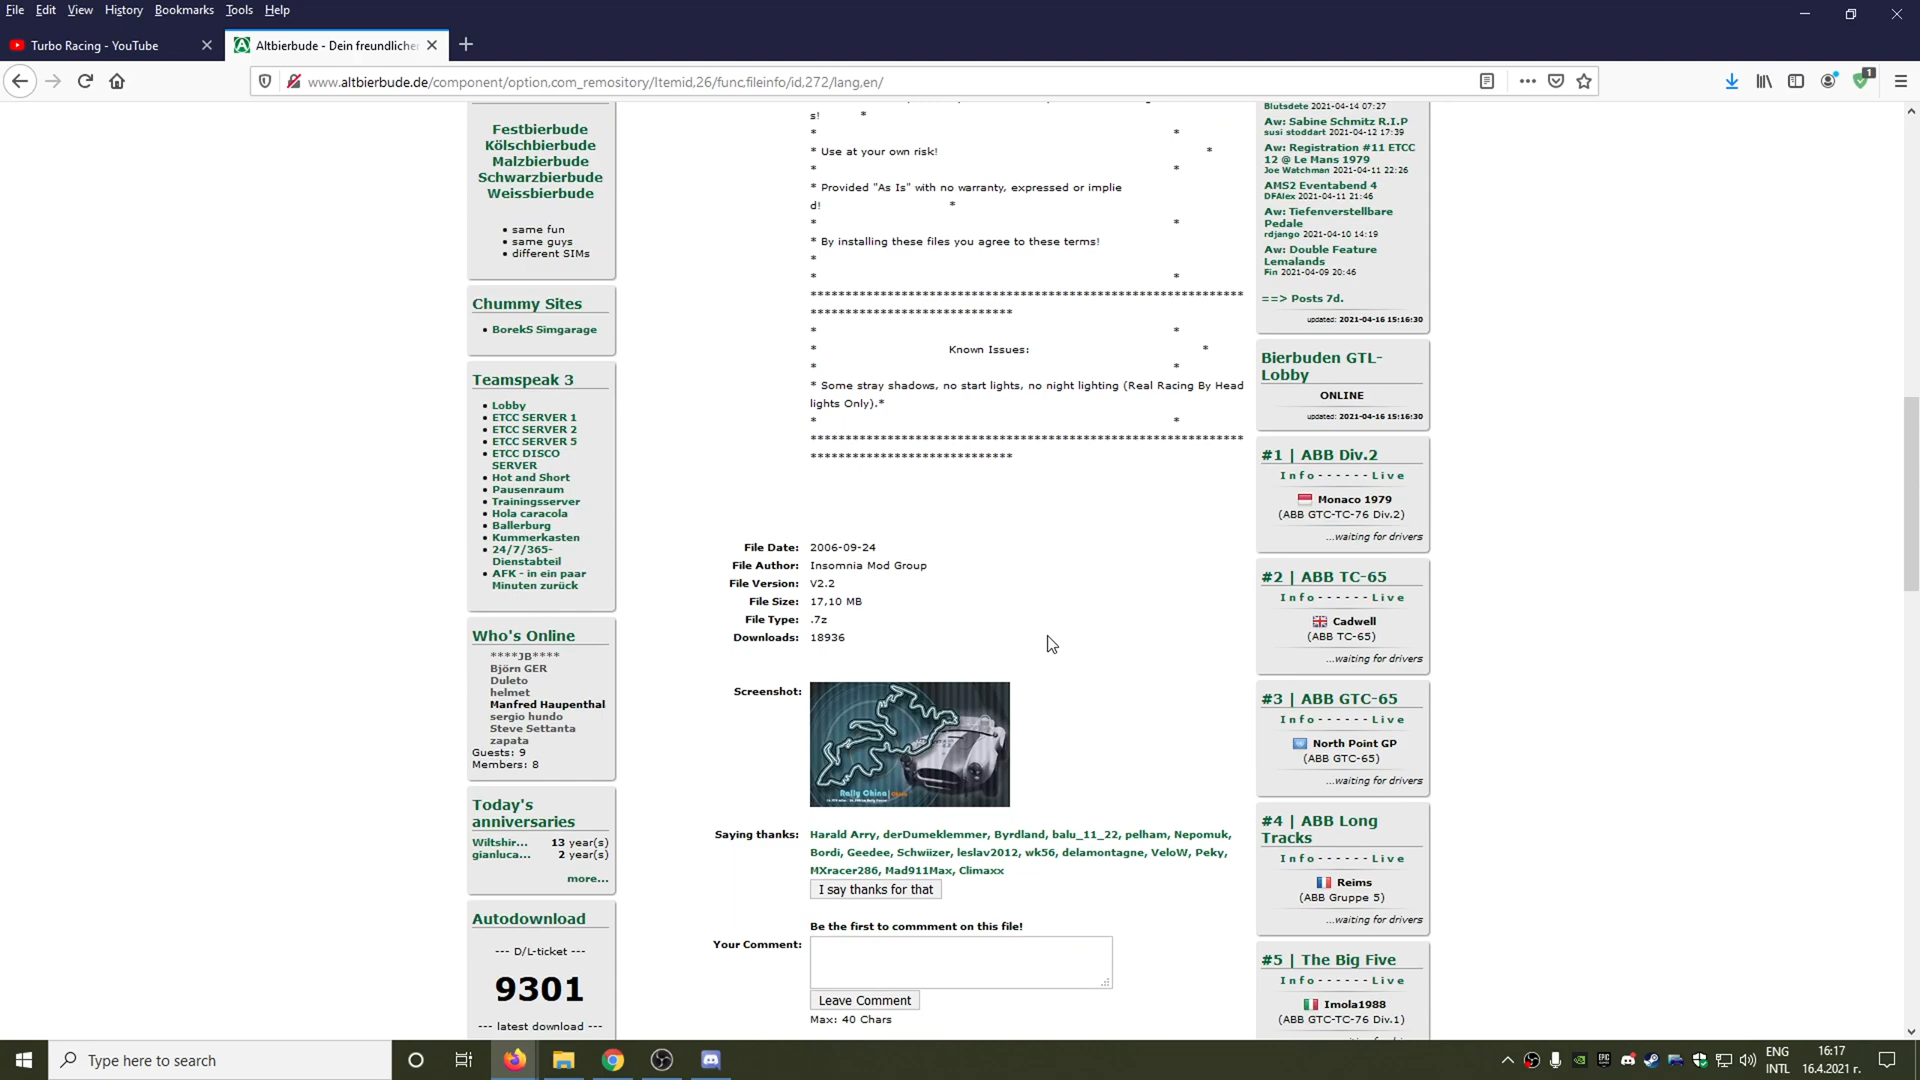 File Edit View History Bookmarks Tools Help
Turbo Racing - YouTube
Altbierbude - Dein freundlicher
www.altbierbude.de/component/option,com_remository/Itemid,26/func,fileinfo/id,272/lang,en/
1
Festbierbude
Kölschbierbude
Malzbierbude
Schwarzbierbude
Weissbierbude
• same fun
• same guys
• different SIMs
Chummy Sites
• BorekS Simgarage
Teamspeak 3
• Lobby
• ETCC SERVER 1
• ETCC SERVER 2
• ETCC SERVER 5
• ETCC DISCO
SERVER
• Hot and Short
• Pausenraum
• Trainingsserver
• Hola caracola
• Ballerburg
• Kummerkasten
• 24/7/365-
Dienstabteil
• AFK - in ein paar
Minuten zurück
Who's Online
****JB****
Björn GER
Duleto
helmet
Manfred Haupenthal
sergio hundo
Steve Settanta
zapata
Guests: 9
Members: 8
Today's
anniversaries
Wiltshir... 13 year(s)
gianluca... 2 year(s)
more...
Autodownload
--- D/L-ticket ---
9301
--- latest download ---
s! *
* *
* Use at your own risk! *
* *
* Provided "As Is" with no warranty, expressed or implie
d! *
* *
* By installing these files you agree to these terms!
*
* *
**************************************************************
*****************************
* *
* Known Issues: *
* *
* Some stray shadows, no start lights, no night lighting (Real Racing By Head
lights Only).*
* *
**************************************************************
*****************************
File Date: 2006-09-24
File Author: Insomnia Mod Group
File Version: V2.2
File Size: 17,10 MB
File Type: .7z
Downloads: 18936
Screenshot:
Rally China
Saying thanks: Harald Arry, derDumeklemmer, Byrdland, balu_11_22, pelham, Nepomuk,
Bordi, Geedee, Schwiizer, leslav2012, wk56, delamontagne, VeloW, Peky,
MXracer286, Mad911Max, Climaxx
I say thanks for that
Be the first to commment on this file!
Your Comment:
Leave Comment
Max: 40 Chars
Blutsdete 2021-04-14 07:27
Aw: Sabine Schmitz R.I.P
susi stoddart 2021-04-12 17:39
Aw: Registration #11 ETCC
12 @ Le Mans 1979
Joe Watchman 2021-04-11 22:26
AMS2 Eventabend 4
DFAlex 2021-04-11 21:46
Aw: Tiefenverstellbare
Pedale
rdjango 2021-04-10 14:19
Aw: Double Feature
Lemalands
Fin 2021-04-09 20:46
==> Posts 7d.
updated: 2021-04-16 15:16:30
Bierbuden GTL-
Lobby
ONLINE
updated: 2021-04-16 15:16:30
#1 | ABB Div.2
Info------Live
Monaco 1979
(ABB GTC-TC-76 Div.2)
...waiting for drivers
#2 | ABB TC-65
Info------Live
Cadwell
(ABB TC-65)
...waiting for drivers
#3 | ABB GTC-65
Info------Live
North Point GP
(ABB GTC-65)
...waiting for drivers
#4 | ABB Long
Tracks
Info------Live
Reims
(ABB Gruppe 5)
...waiting for drivers
#5 | The Big Five
Info------Live
Imola1988
(ABB GTC-TC-76 Div.1)
Type here to search
ENG
INTL
16:17
16.4.2021 г.